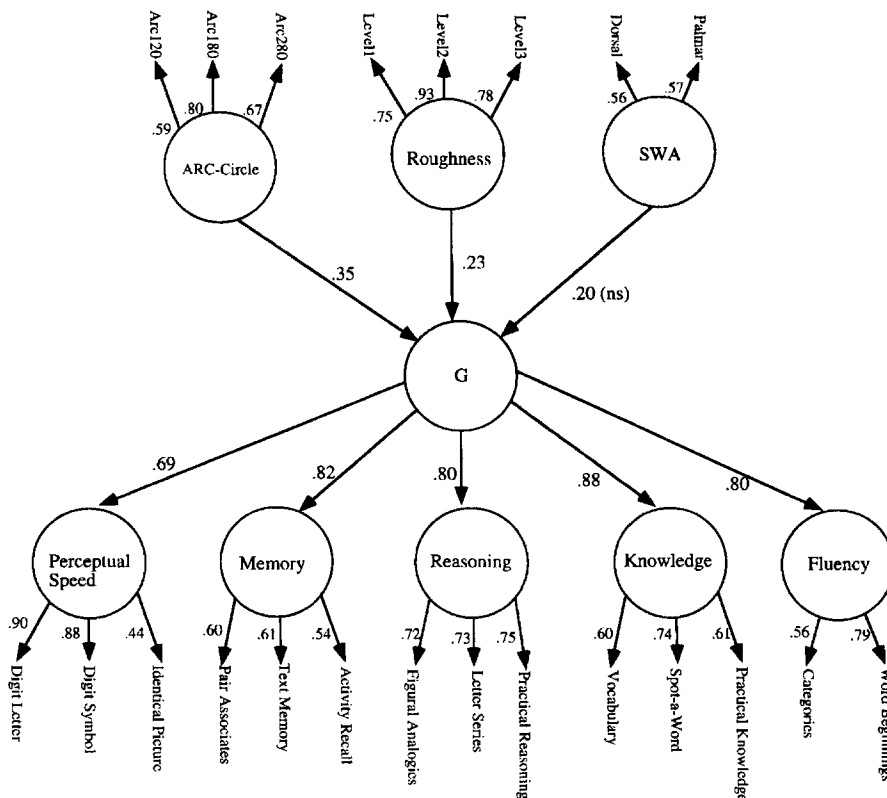 Arc120
Arc180
Arc280
Level1
Level2
Level3
Dorsal
Palmar
.59
.80
.67
.75
.93
.78
.56
.57
ARC-Circle
Roughness
SWA
.35
.23
.20 (ns)
G
.69
.82
.80
.88
.80
Perceptual
Speed
Memory
Reasoning
Knowledge
Fluency
.90
.88
.44
.60
.61
.54
.72
.73
.75
.60
.74
.61
.56
.79
Digit Letter
Digit Symbol
Identical Picture
Pair Associates
Text Memory
Activity Recall
Figural Analogies
Letter Series
Practical Reasoning
Vocabulary
Spot-a-Word
Practical Knowledge
Categories
Word Beginnings